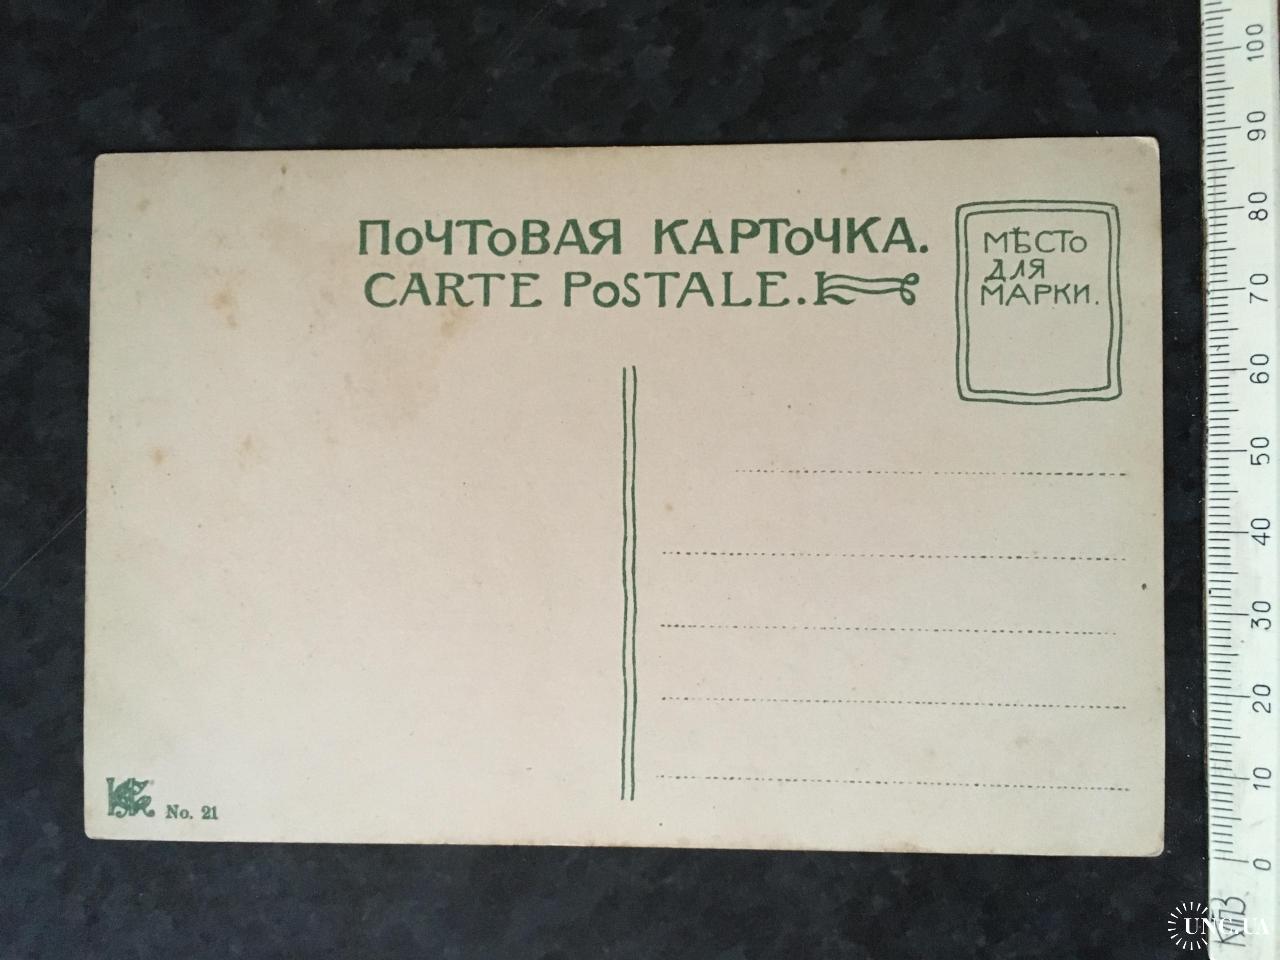 ПОЧТОВАЯ КАРТОЧКА.
CARTE POSTALE.
МѢСТО
ДЛЯ
МАРКИ.
No. 21
100
90
80
70
60
50
40
30
20
10
0
КПЗ.
UNC.UA